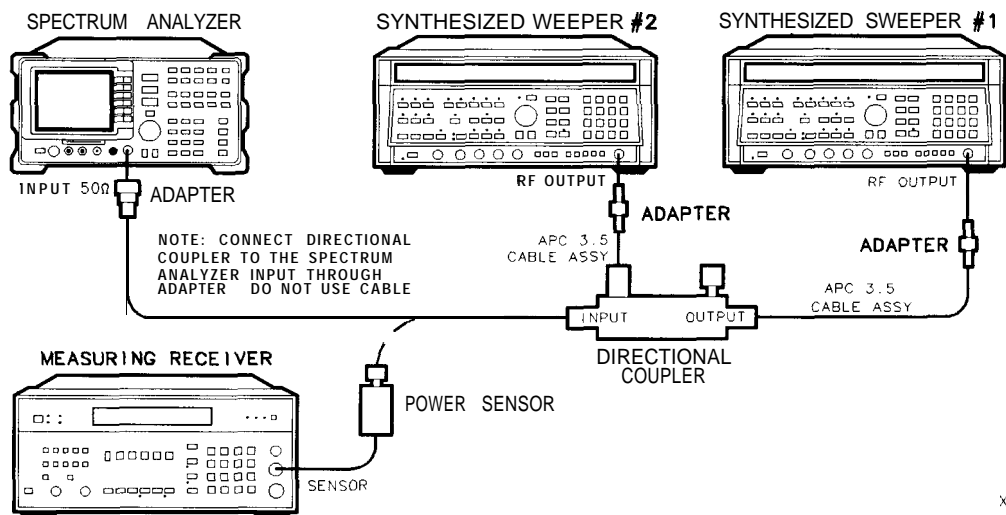 SPECTRUM ANALYZER
SYNTHESIZED WEEPER #2
SYNTHESIZED SWEEPER #1
INPUT 50Ω
ADAPTER
RF OUTPUT
RF OUTPUT
ADAPTER
ADAPTER
NOTE: CONNECT DIRECTIONAL
COUPLER TO THE SPECTRUM
ANALYZER INPUT THROUGH
ADAPTER DO NOT USE CABLE
APC 3.5
CABLE ASSY
APC 3.5
CABLE ASSY
INPUT
OUTPUT
DIRECTIONAL
COUPLER
MEASURING RECEIVER
POWER SENSOR
SENSOR
X